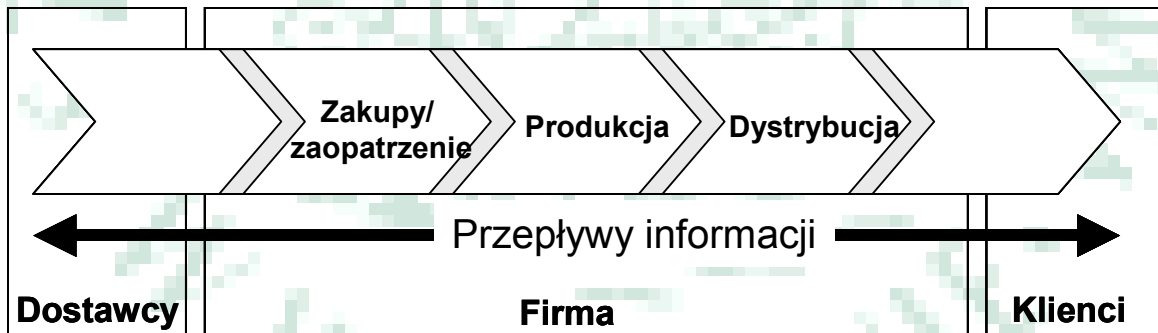 Zakupy/
zaopatrzenie
Produkcja
Dystrybucja
Przepływy informacji
Dostawcy
Firma
Klienci